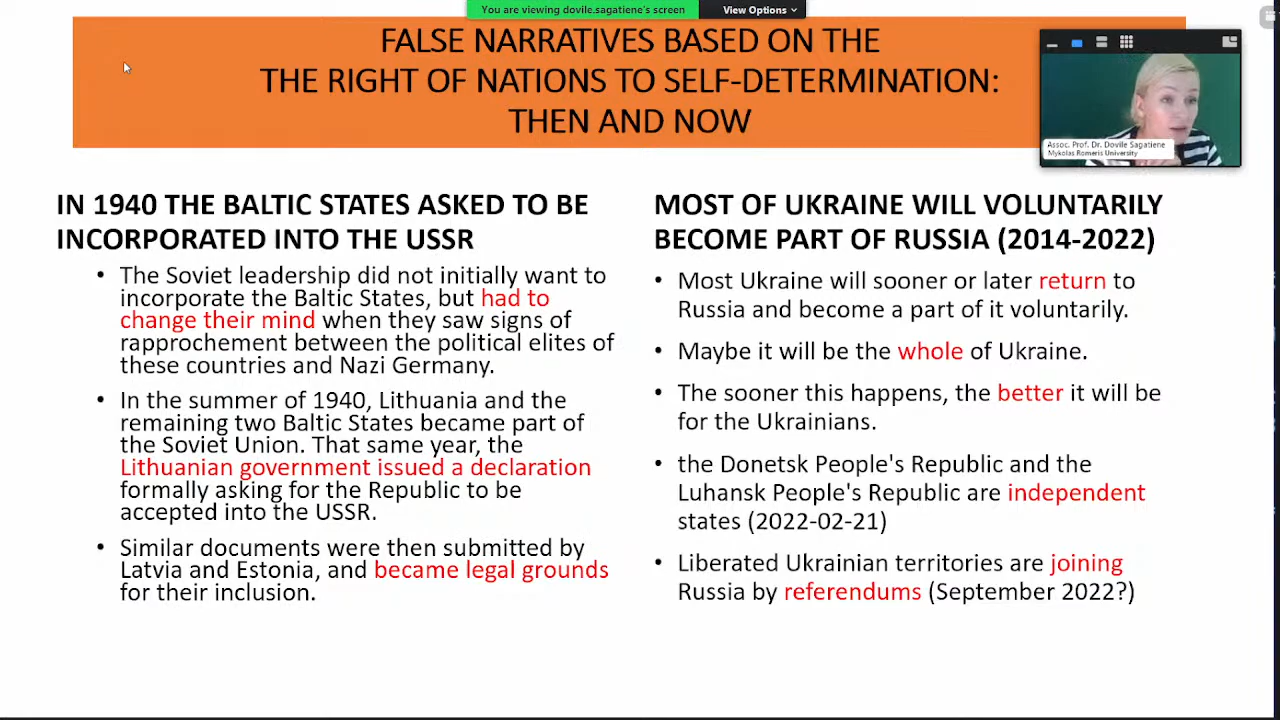 You are viewing dovile.sagatiene's screen
View Options
FALSE NARRATIVES BASED ON THE
THE RIGHT OF NATIONS TO SELF-DETERMINATION:
THEN AND NOW
Assoc. Prof. Dr. Dovile Sagatiene
Mykolas Romeris University
IN 1940 THE BALTIC STATES ASKED TO BE
INCORPORATED INTO THE USSR
• The Soviet leadership did not initially want to
incorporate the Baltic States, but had to
change their mind when they saw signs of
rapprochement between the political elites of
these countries and Nazi Germany.
• In the summer of 1940, Lithuania and the
remaining two Baltic States became part of
the Soviet Union. That same year, the
Lithuanian government issued a declaration
formally asking for the Republic to be
accepted into the USSR.
• Similar documents were then submitted by
Latvia and Estonia, and became legal grounds
for their inclusion.
MOST OF UKRAINE WILL VOLUNTARILY
BECOME PART OF RUSSIA (2014-2022)
• Most Ukraine will sooner or later return to
Russia and become a part of it voluntarily.
• Maybe it will be the whole of Ukraine.
• The sooner this happens, the better it will be
for the Ukrainians.
• the Donetsk People's Republic and the
Luhansk People's Republic are independent
states (2022-02-21)
• Liberated Ukrainian territories are joining
Russia by referendums (September 2022?)